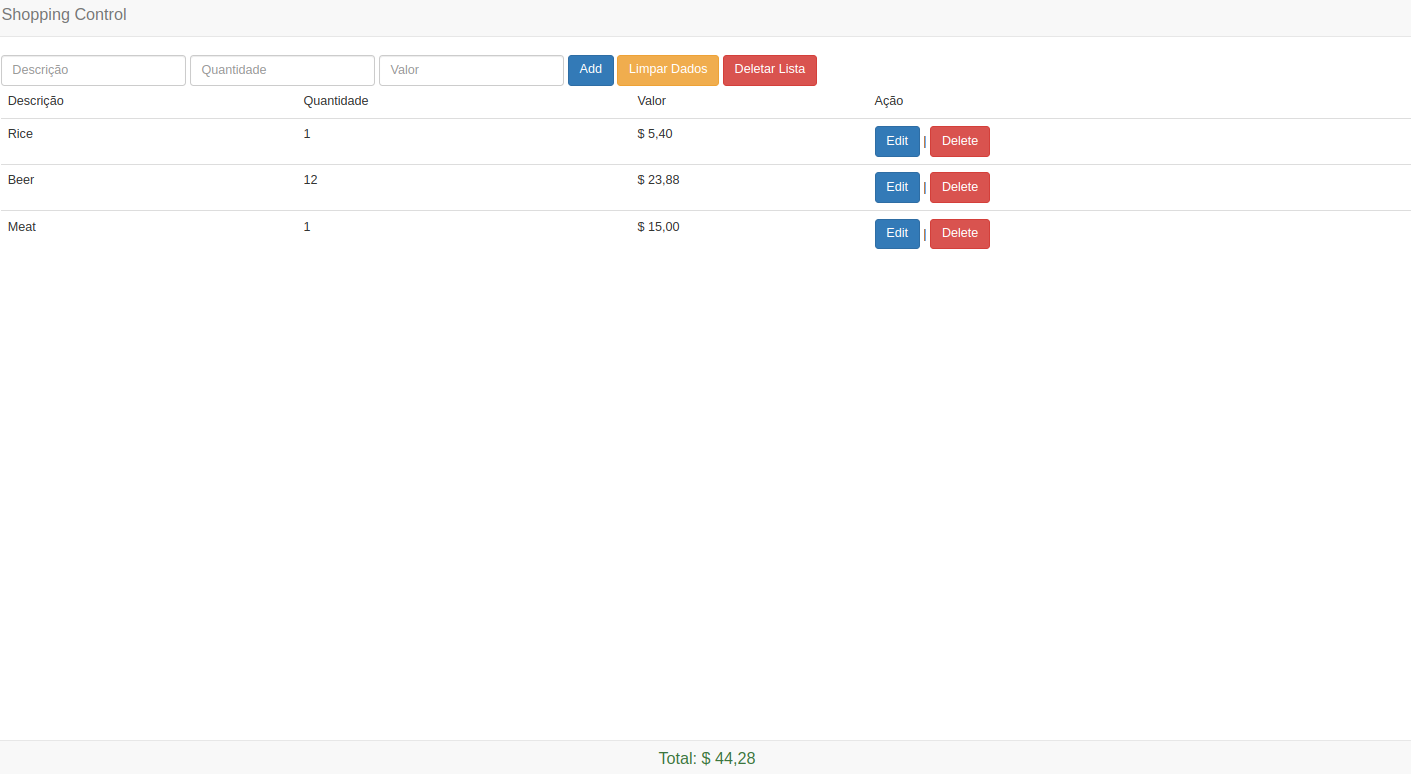 Shopping Control
Descrição Quantidade Valor Add Limpar Dados Deletar Lista
Descrição Quantidade Valor Ação
Rice 1 $ 5,40 Edit | Delete
Beer 12 $ 23,88 Edit | Delete
Meat 1 $ 15,00 Edit | Delete
Total: $ 44,28